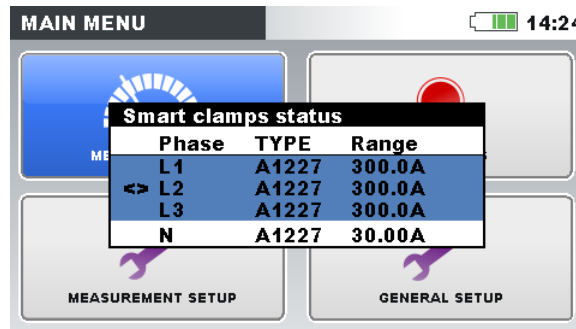 MAIN MENU 14:24
Smart clamps status
Phase TYPE Range
L1 A1227 300.0A
<> L2 A1227 300.0A
L3 A1227 300.0A
N A1227 30.00A
MEASUREMENT SETUP GENERAL SETUP